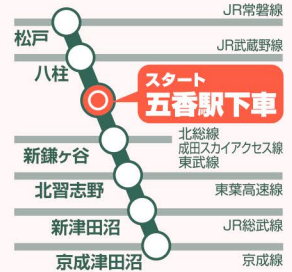 JR常磐線
松戸
JR武蔵野線
八柱
スタート
五香駅下車
北総線
成田スカイアクセス線
東武線
新鎌ヶ谷
北習志野
東葉高速線
新津田沼
JR総武線
京成津田沼
京成線